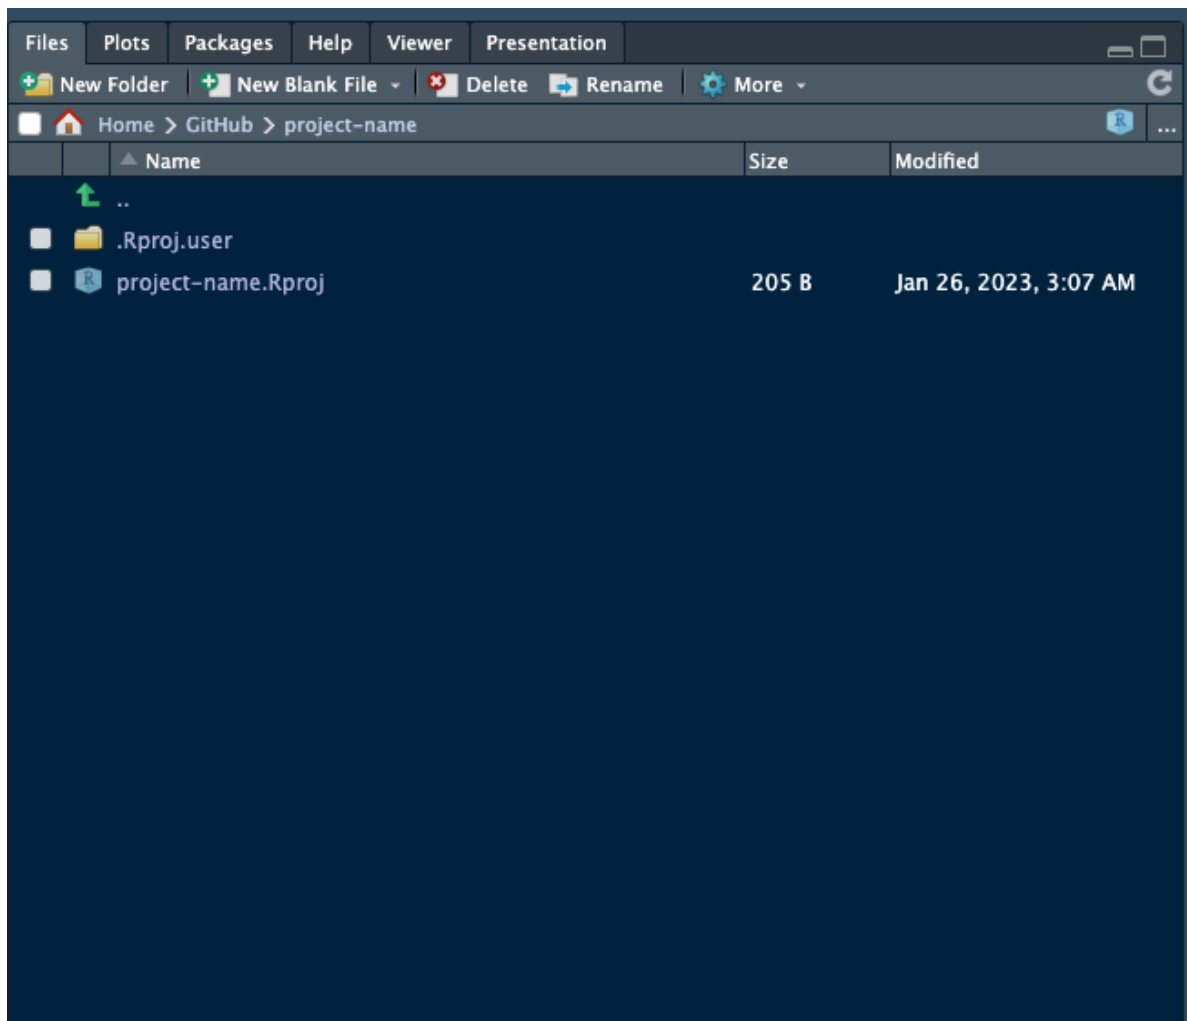 Files Plots Packages Help Viewer Presentation
New Folder New Blank File Delete Rename More
Home > GitHub > project-name ...
Name Size Modified
..
.Rproj.user
project-name.Rproj 205 B Jan 26, 2023, 3:07 AM